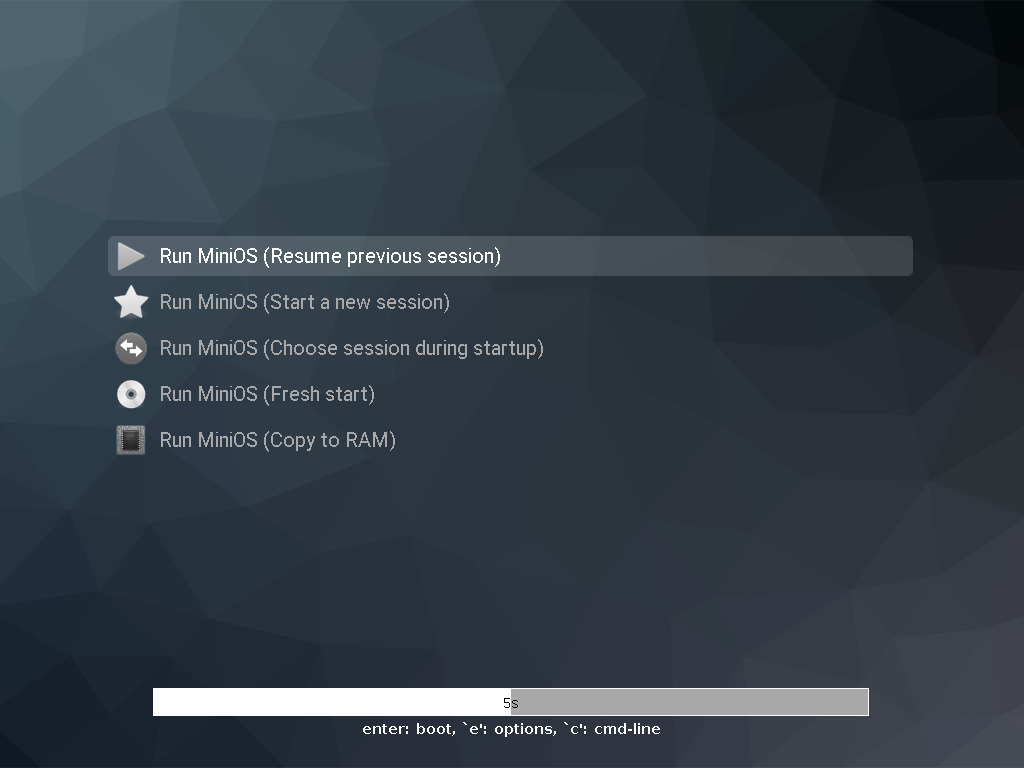 Run MiniOS (Resume previous session)
Run MiniOS (Start a new session)
Run MiniOS (Choose session during startup)
Run MiniOS (Fresh start)
Run MiniOS (Copy to RAM)
5s
enter: boot, `e': options, `c': cmd-line